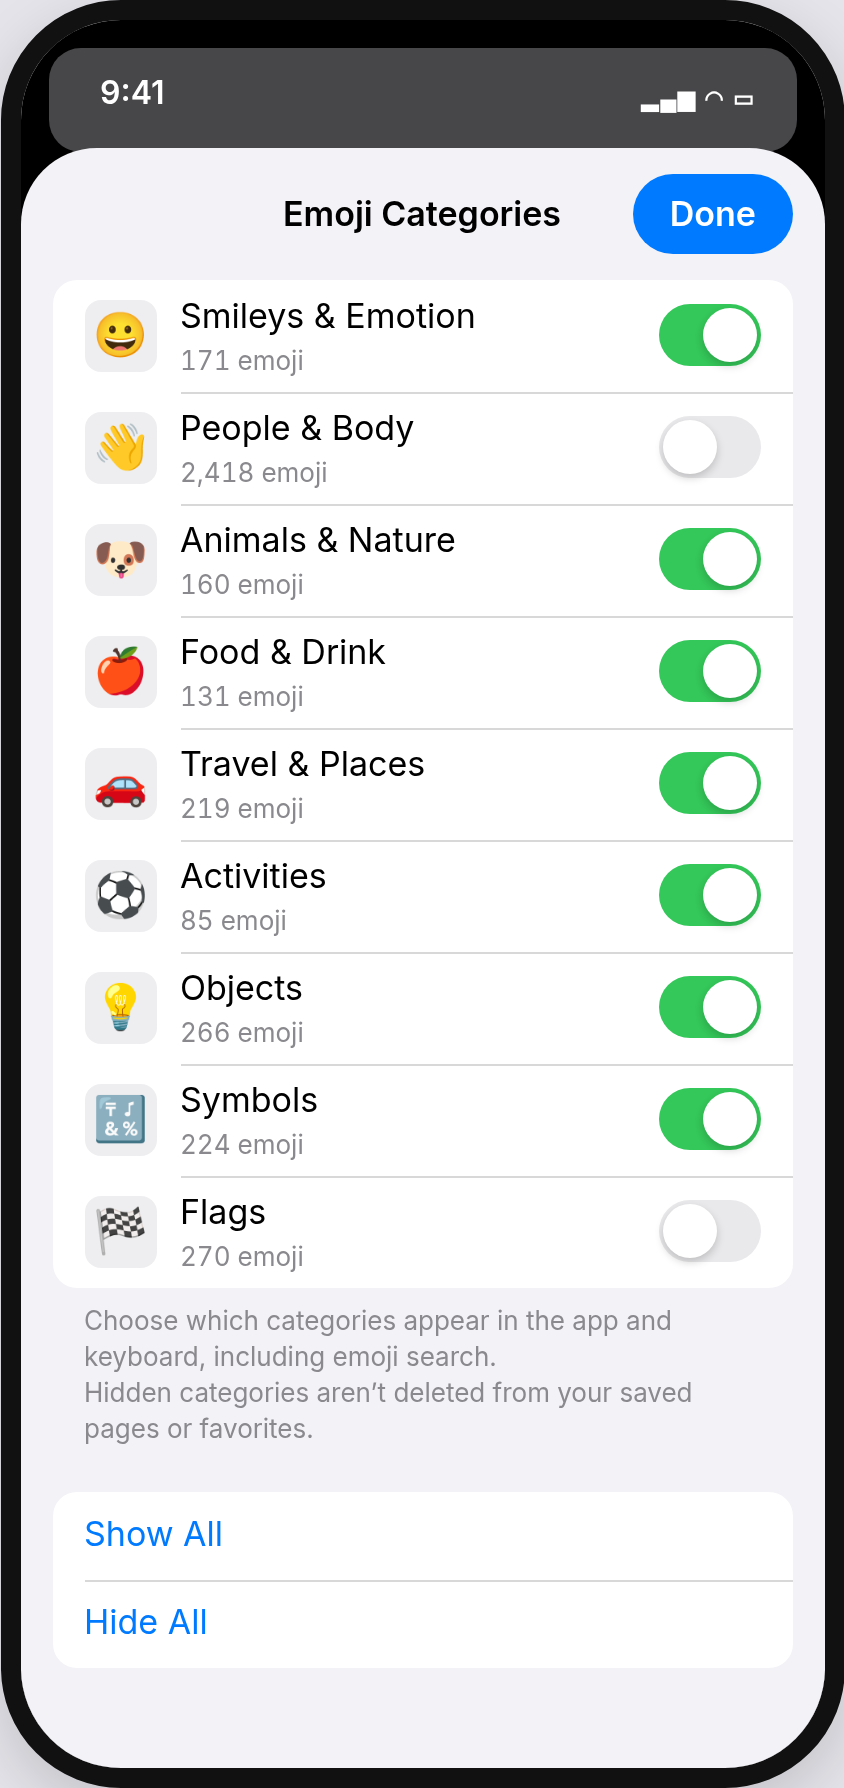 9:41
Emoji Categories
Done
Smileys & Emotion
171 emoji
People & Body
2,418 emoji
Animals & Nature
160 emoji
Food & Drink
131 emoji
Travel & Places
219 emoji
Activities
85 emoji
Objects
266 emoji
Symbols
224 emoji
Flags
270 emoji
Choose which categories appear in the app and
keyboard, including emoji search.
Hidden categories aren’t deleted from your saved
pages or favorites.
Show All
Hide All